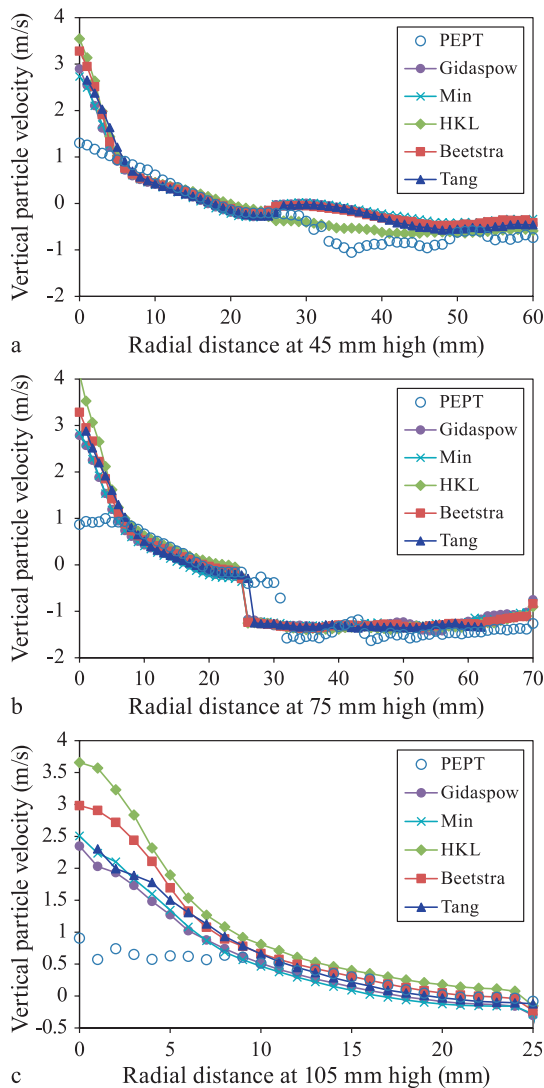 Vertical particle velocity (m/s)
4
3
2
1
0
-1
-2
0
10
20
30
40
50
60
PEPT
Gidaspow
Min
HKL
Beetstra
Tang
a
Radial distance at 45 mm high (mm)
Vertical particle velocity (m/s)
4
3
2
1
0
-1
-2
0
10
20
30
40
50
60
70
PEPT
Gidaspow
Min
HKL
Beetstra
Tang
b
Radial distance at 75 mm high (mm)
Vertical particle velocity (m/s)
4
3.5
3
2.5
2
1.5
1
0.5
0
-0.5
0
5
10
15
20
25
PEPT
Gidaspow
Min
HKL
Beetstra
Tang
c
Radial distance at 105 mm high (mm)